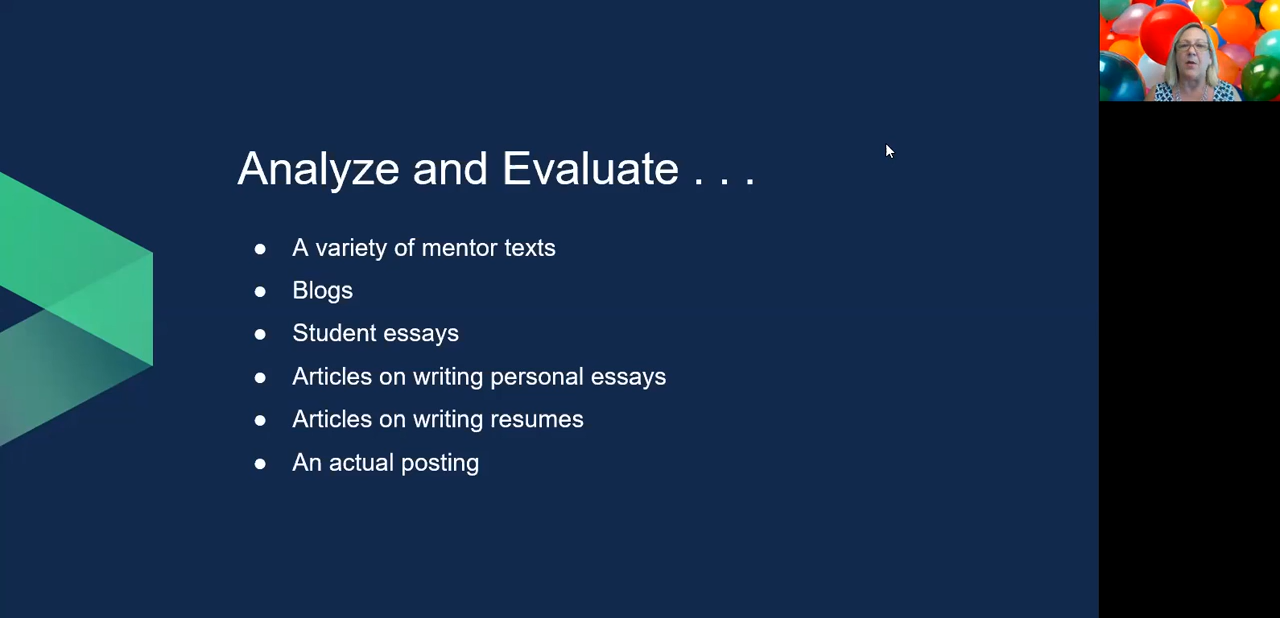 Analyze and Evaluate . . .
● A variety of mentor texts
● Blogs
● Student essays
● Articles on writing personal essays
● Articles on writing resumes
● An actual posting